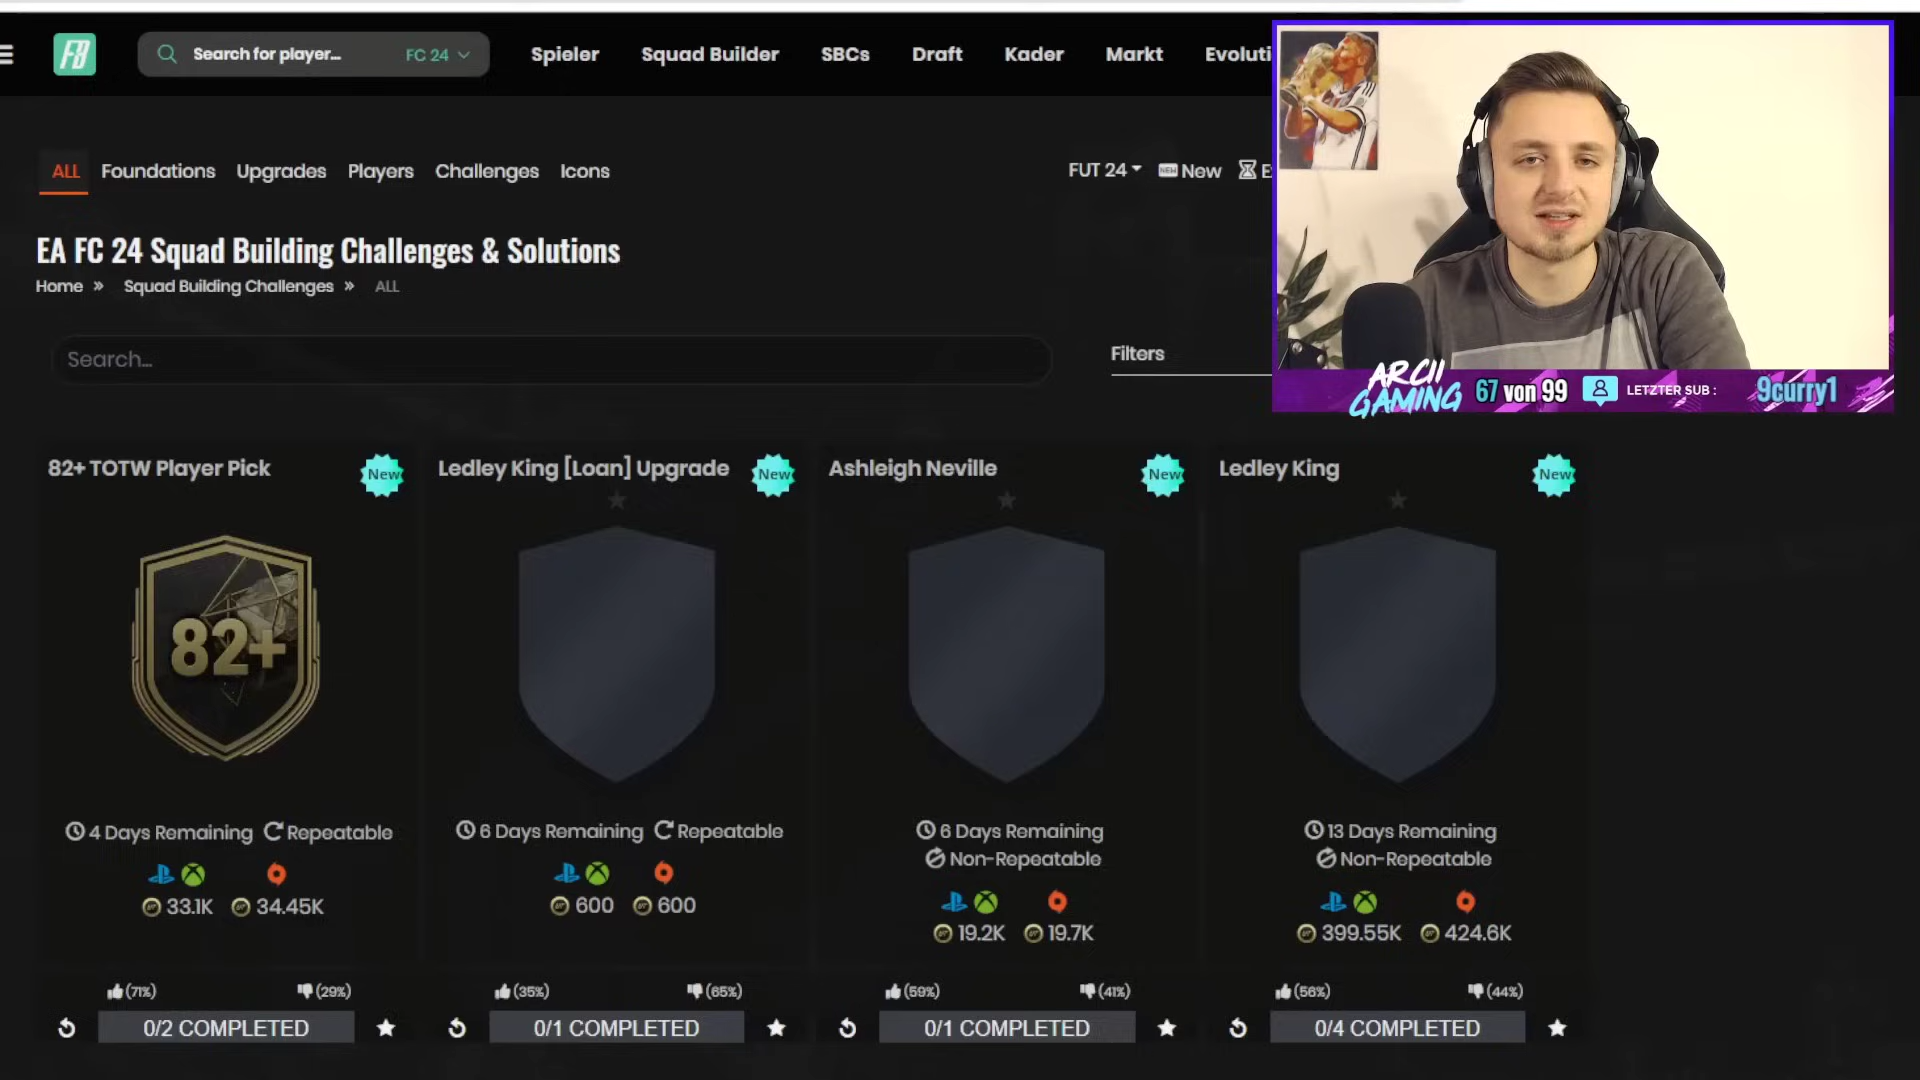 F8
Search for player...
FC 24
Spieler
Squad Builder
SBCs
Draft
Kader
Markt
Evoluti
ALL
Foundations
Upgrades
Players
Challenges
Icons
FUT 24
NEW New
E
EA FC 24 Squad Building Challenges & Solutions
Home » Squad Building Challenges » ALL
Search...
Filters
ARCII
GAMING
67 von 99
LETZTER SUB :
9curry1
82+ TOTW Player Pick
New
Ledley King [Loan] Upgrade
New
Ashleigh Neville
New
Ledley King
New
82+
4 Days Remaining Repeatable
33.1K 34.45K
6 Days Remaining Repeatable
600 600
6 Days Remaining
Non-Repeatable
19.2K 19.7K
13 Days Remaining
Non-Repeatable
399.55K 424.6K
(71%) (29%)
0/2 COMPLETED
(35%) (65%)
0/1 COMPLETED
(59%) (41%)
0/1 COMPLETED
(56%) (44%)
0/4 COMPLETED